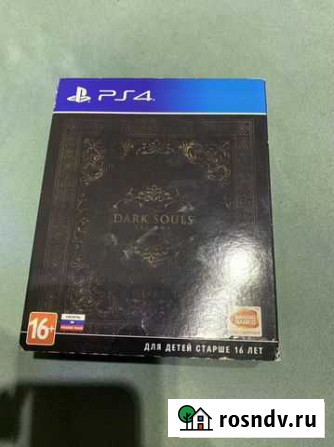 PS4
DARK SOULS
16+
ДЛЯ ДЕТЕЙ СТАРШЕ 16 ЛЕТ
rosndv.ru